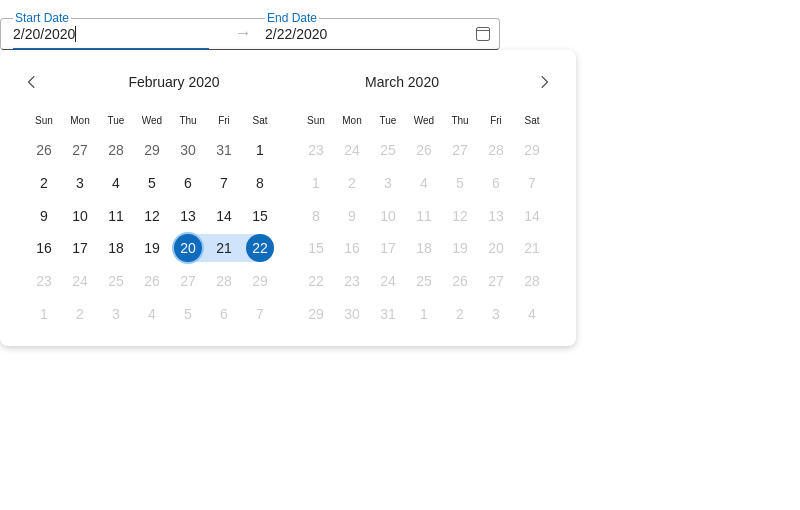 Start Date End Date
2/20/2020 → 2/22/2020
February 2020 March 2020
Sun Mon Tue Wed Thu Fri Sat Sun Mon Tue Wed Thu Fri Sat
26 27 28 29 30 31 1 23 24 25 26 27 28 29
2 3 4 5 6 7 8 1 2 3 4 5 6 7
9 10 11 12 13 14 15 8 9 10 11 12 13 14
16 17 18 19 20 21 22 15 16 17 18 19 20 21
23 24 25 26 27 28 29 22 23 24 25 26 27 28
1 2 3 4 5 6 7 29 30 31 1 2 3 4